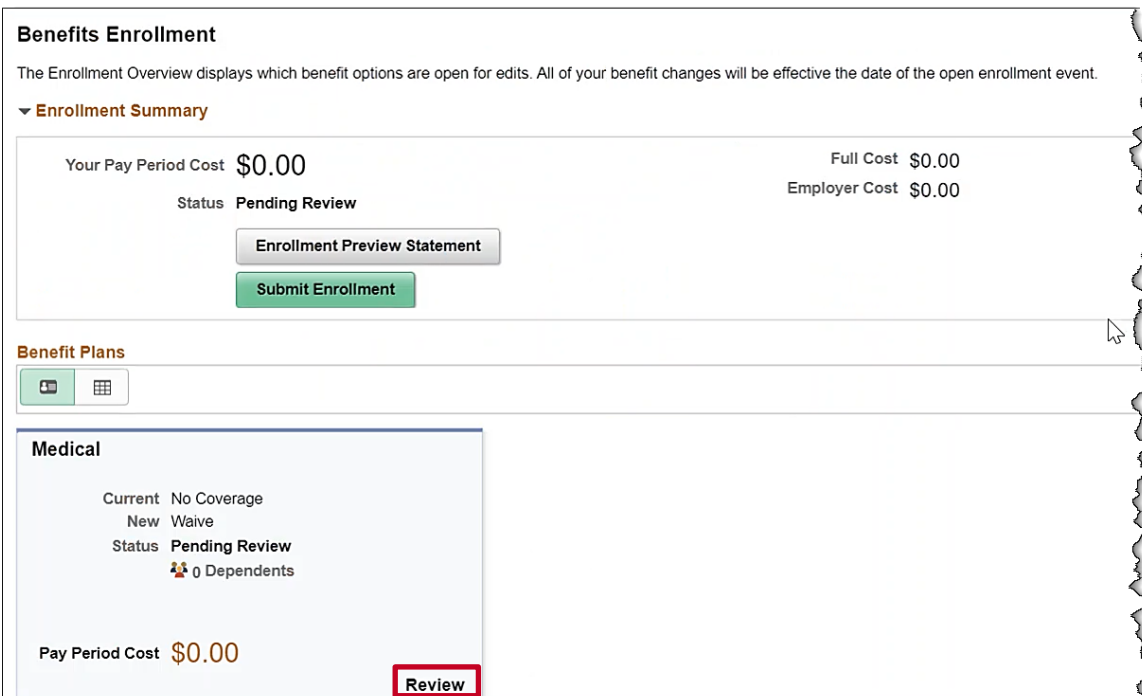 Benefits Enrollment
The Enrollment Overview displays which benefit options are open for edits. All of your benefit changes will be effective the date of the open enrollment event.
Enrollment Summary
Your Pay Period Cost $0.00
Full Cost $0.00
Employer Cost $0.00
Status Pending Review
Enrollment Preview Statement
Submit Enrollment
Benefit Plans
Medical
Current No Coverage
New Waive
Status Pending Review
0 Dependents
Pay Period Cost $0.00
Review